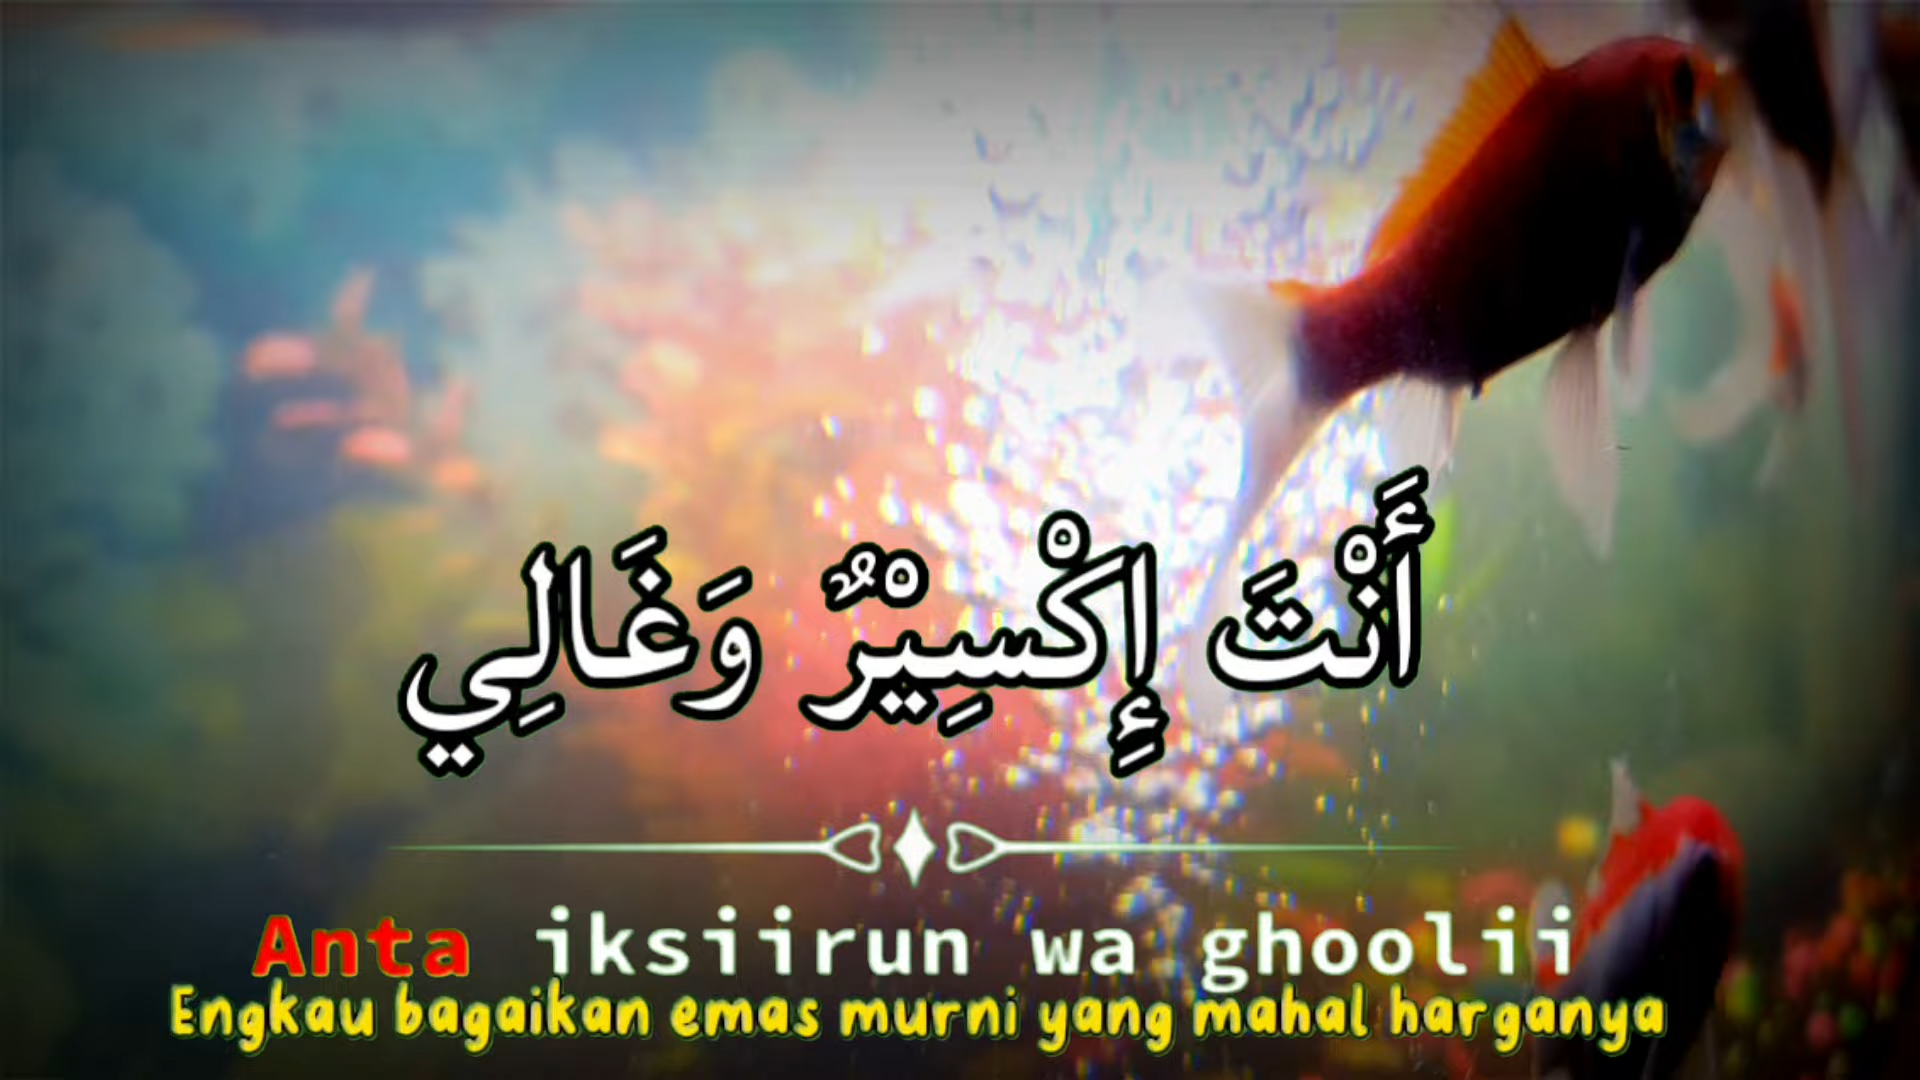 أَنْتَ إِكْسِيْرٌ وَغَالِي
Anta iksiirun wa ghoolii
Engkau bagaikan emas murni yang mahal harganya